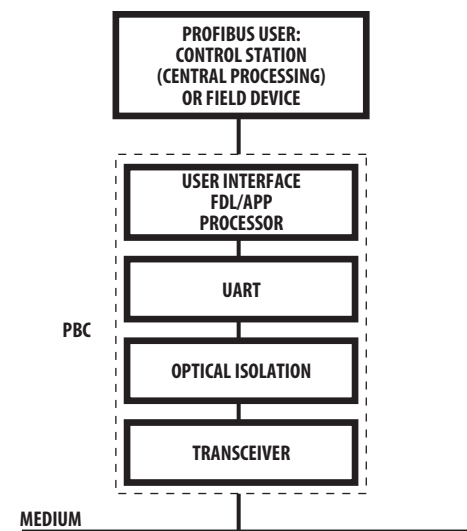 PROFIBUS USER:
CONTROL STATION
(CENTRAL PROCESSING)
OR FIELD DEVICE
USER INTERFACE
FDL/APP
PROCESSOR
UART
PBC
OPTICAL ISOLATION
TRANSCEIVER
MEDIUM